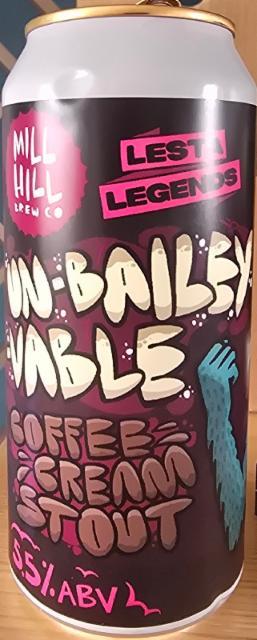 MILL
HILL
BREW CO
LESTA
LEGENDS
UN-BAILEY
-VABLE
COFFEE
CREAM
STOUT
5.5% ABV